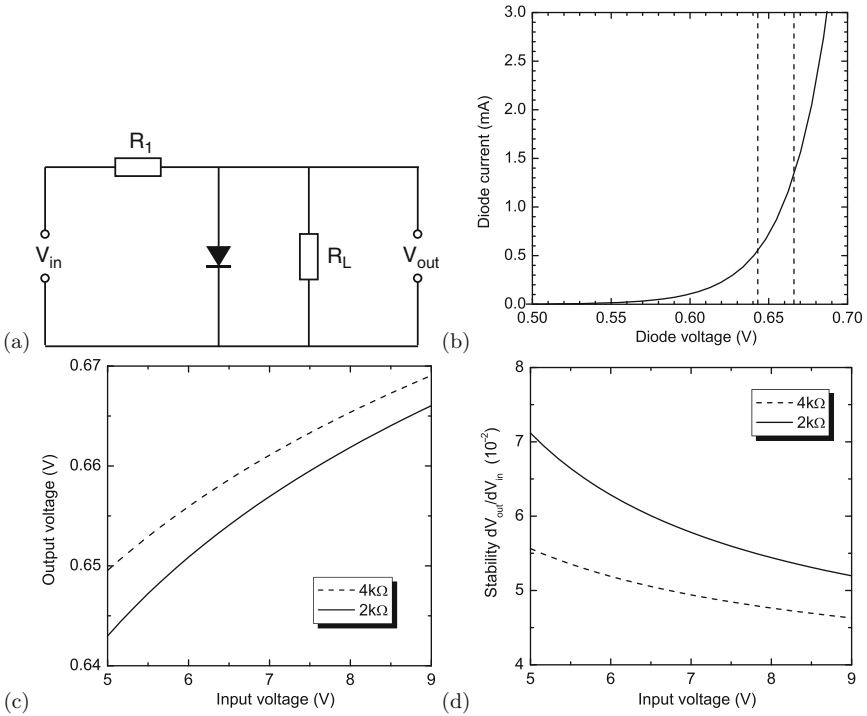 R1
Vin
RL
Vout
(a)
3.0
2.5
2.0
1.5
1.0
0.5
0.0
Diode current (mA)
0.50 0.55 0.60 0.65 0.70
Diode voltage (V)
(b)
0.67
0.66
0.65
0.64
Output voltage (V)
4kΩ
2kΩ
5 6 7 8 9
Input voltage (V)
(c)
8
7
6
5
4
Stability dVout/dVin (10⁻²)
4kΩ
2kΩ
5 6 7 8 9
Input voltage (V)
(d)